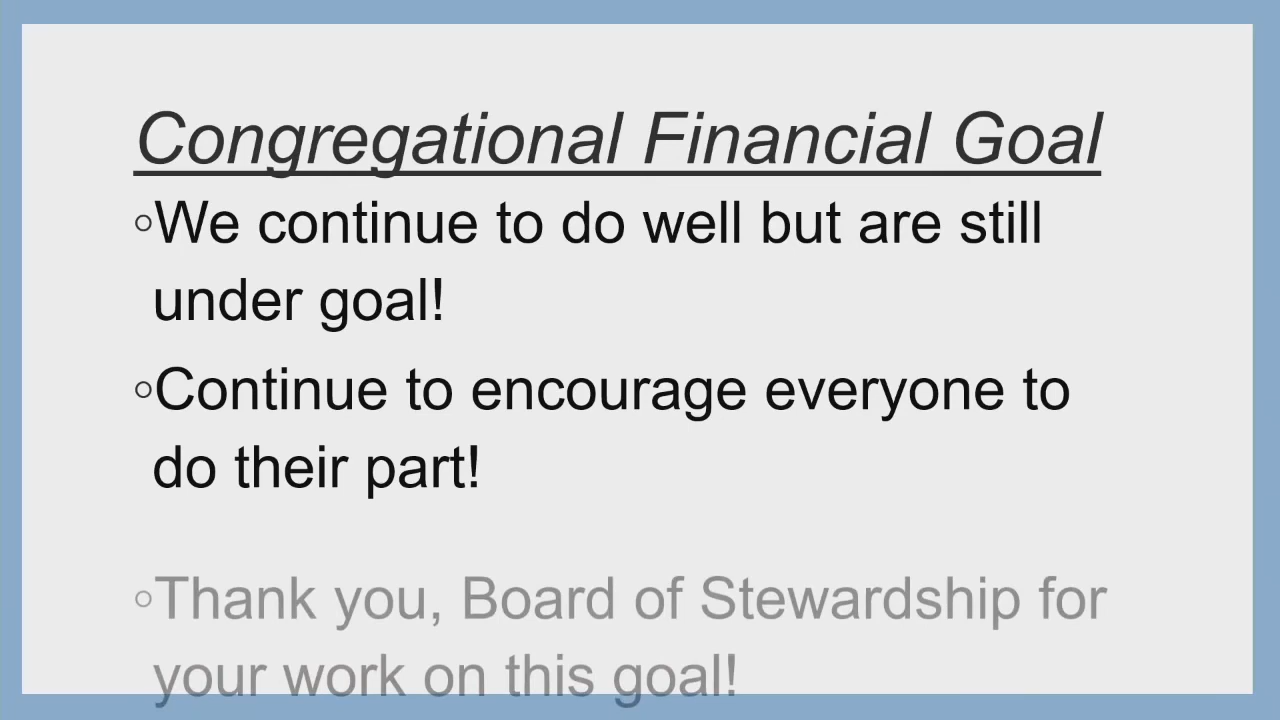 Congregational Financial Goal
◦We continue to do well but are still
under goal!
◦Continue to encourage everyone to
do their part!
◦Thank you, Board of Stewardship for
your work on this goal!